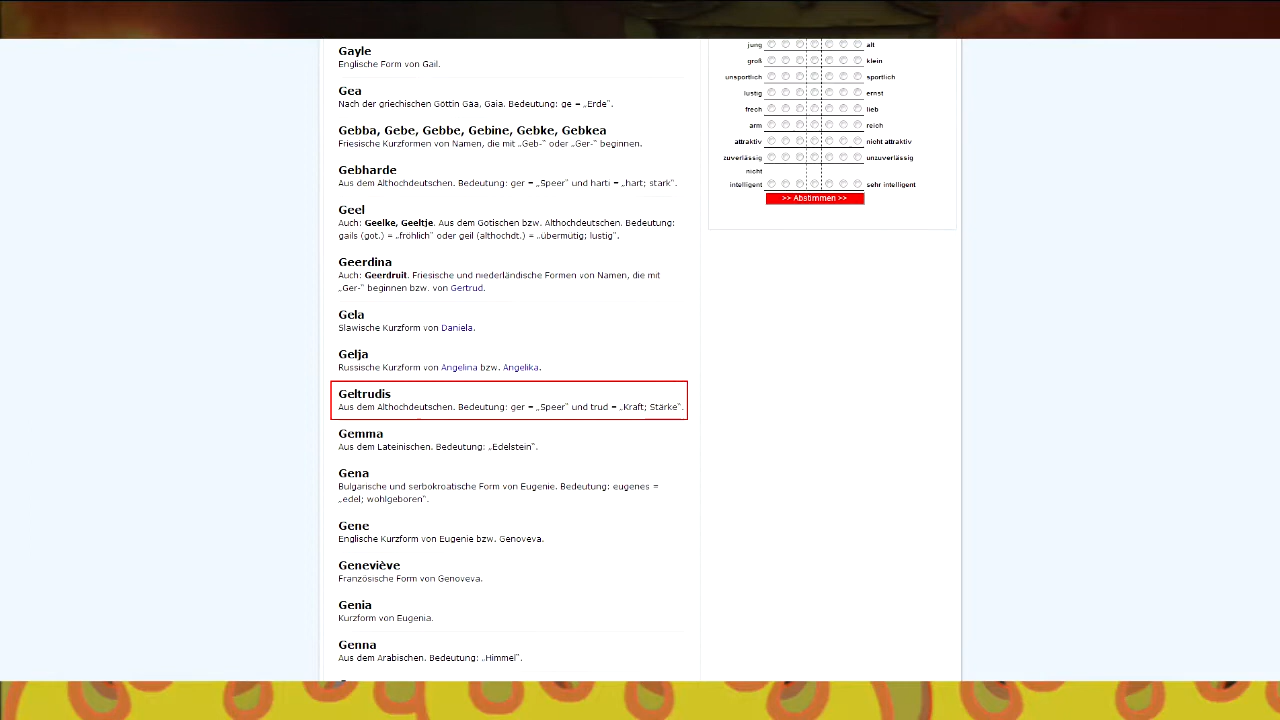 Gayle
Englische Form von Gail.
Gea
Nach der griechischen Göttin Gäa, Gaia. Bedeutung: ge = „Erde“.
Gebba, Gebe, Gebbe, Gebine, Gebke, Gebkea
Friesische Kurzformen von Namen, die mit „Geb-“ oder „Ger-“ beginnen.
Gebharde
Aus dem Althochdeutschen. Bedeutung: ger = „Speer“ und harti = „hart; stark“.
Geel
Auch: Geelke, Geeltje. Aus dem Gotischen bzw. Althochdeutschen. Bedeutung:
gails (got.) = „fröhlich“ oder geil (althochdt.) = „übermütig; lustig“.
Geerdina
Auch: Geerdruit. Friesische und niederländische Formen von Namen, die mit
„Ger-“ beginnen bzw. von Gertrud.
Gela
Slawische Kurzform von Daniela.
Gelja
Russische Kurzform von Angelina bzw. Angelika.
Geltrudis
Aus dem Althochdeutschen. Bedeutung: ger = „Speer“ und trud = „Kraft; Stärke“.
Gemma
Aus dem Lateinischen. Bedeutung: „Edelstein“.
Gena
Bulgarische und serbokroatische Form von Eugenie. Bedeutung: eugenes =
„edel; wohlgeboren“.
Gene
Englische Kurzform von Eugenie bzw. Genoveva.
Geneviève
Französische Form von Genoveva.
Genia
Kurzform von Eugenia.
Genna
Aus dem Arabischen. Bedeutung: „Himmel“.
jung alt
groß klein
unsportlich sportlich
lustig ernst
frech lieb
arm reich
attraktiv nicht attraktiv
zuverlässig unzuverlässig
nicht
intelligent sehr intelligent
>> Abstimmen >>